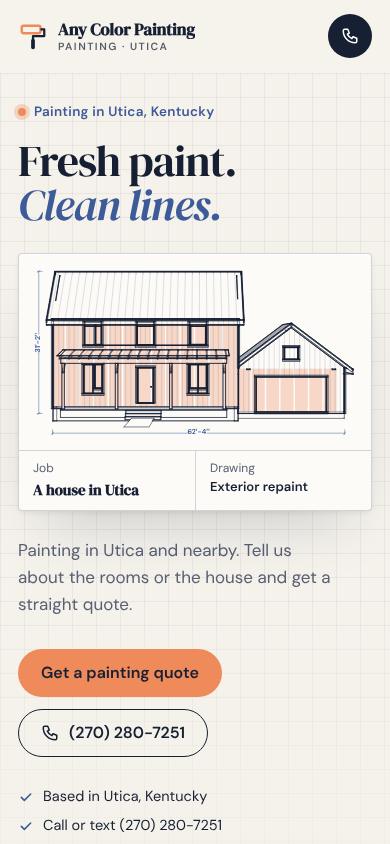 Any Color Painting
PAINTING · UTICA
Painting in Utica, Kentucky
Fresh paint.
Clean lines.
31'-2"
62'-4"
Job
A house in Utica
Drawing
Exterior repaint
Painting in Utica and nearby. Tell us
about the rooms or the house and get a
straight quote.
Get a painting quote
(270) 280-7251
Based in Utica, Kentucky
Call or text (270) 280-7251